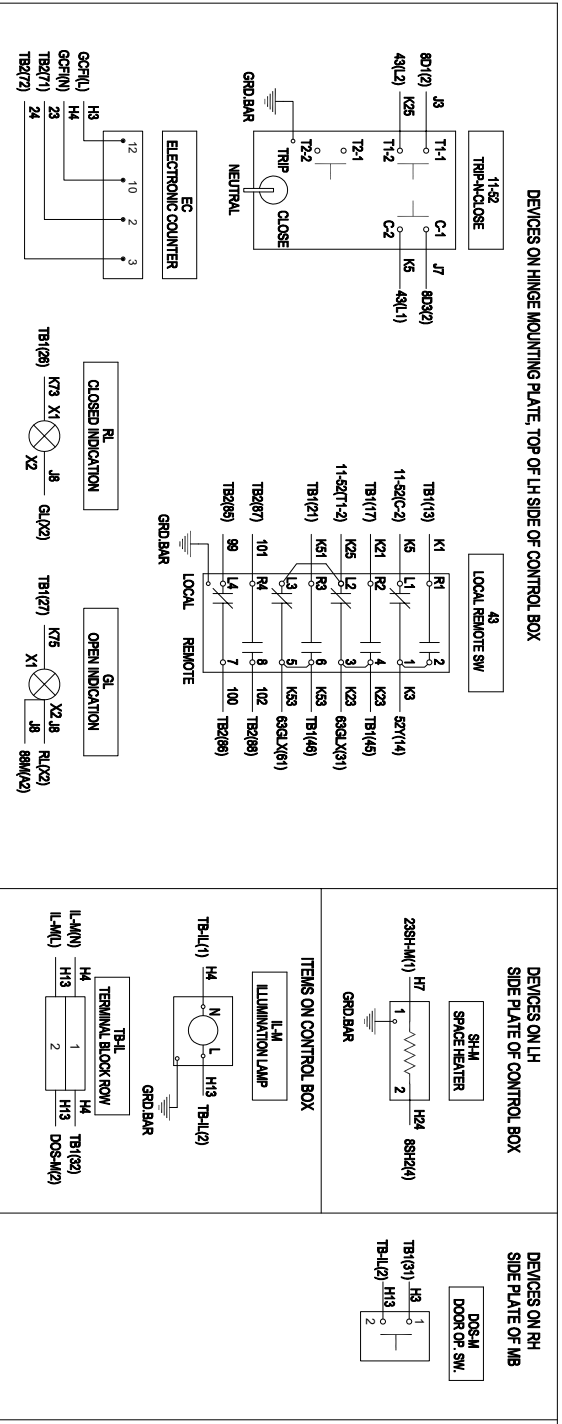 DEVICES ON HINGE MOUNTING PLATE, TOP OF LH SIDE OF CONTROL BOX
11-52
TRIP-N-CLOSE
8D1(2) J3 T1-1 C-1 J7 8D3(2)
43(L2) K25 T1-2 C-2 K5 43(L1)
T2-1
T2-2
TRIP CLOSE
NEUTRAL
GRD.BAR
EC
ELECTRONIC COUNTER
GCFI(L) H3 12
GCFI(N) H4 10
TB2(71) 23 2
TB2(72) 24 3
43
LOCAL REMOTE SW
TB1(13) K1 R1 2
11-52(C-2) K5 L1 1 K3 52Y(14)
TB1(17) K21 R2 4 K23 TB1(45)
11-52(T1-2) K25 L2 3 K23 63GLX(31)
TB1(21) K51 R3 6 K53 TB1(46)
L3 5 K53 63GLX(61)
TB2(87) 101 R4 8 102 TB2(88)
TB2(85) 99 L4 7 100 TB2(86)
LOCAL REMOTE
GRD.BAR
RL
CLOSED INDICATION
TB1(26) K73 X1 X2 J8 GL(X2)
GL
OPEN INDICATION
TB1(27) K75 X1 X2 J8 RL(X2)
J8 88M(A2)
DEVICES ON LH
SIDE PLATE OF CONTROL BOX
SH-M
SPACE HEATER
23SH-M(1) H7 1 2 H24 8SH2(4)
GRD.BAR
ITEMS ON CONTROL BOX
IL-M
ILLUMINATION LAMP
TB-IL(1) H4 N L H13 TB-IL(2)
GRD.BAR
TB-IL
TERMINAL BLOCK ROW
IL-M(N) H4 1 H4 TB1(32)
IL-M(L) H13 2 H13 DOS-M(2)
DEVICES ON RH
SIDE PLATE OF MB
DOS-M
DOOR OP. SW.
TB1(31) H3 1
TB-IL(2) H13 2